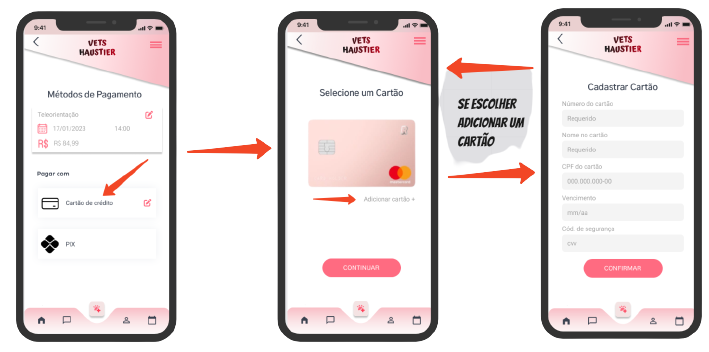 9:41
VETS
HAUSTIER
Métodos de Pagamento
Teleorientação
17/01/2023 14:00
R$ R$ 84,99
Pagar com
Cartão de crédito
PIX
9:41
VETS
HAUSTIER
Selecione um Cartão
Adicionar cartão +
CONTINUAR
SE ESCOLHER
ADICIONAR UM
CARTÃO
9:41
VETS
HAUSTIER
Cadastrar Cartão
Número do cartão
Requerido
Nome no cartão
Requerido
CPF do cartão
000.000.000-00
Vencimento
mm/aa
Cód. de segurança
cvv
CONFIRMAR